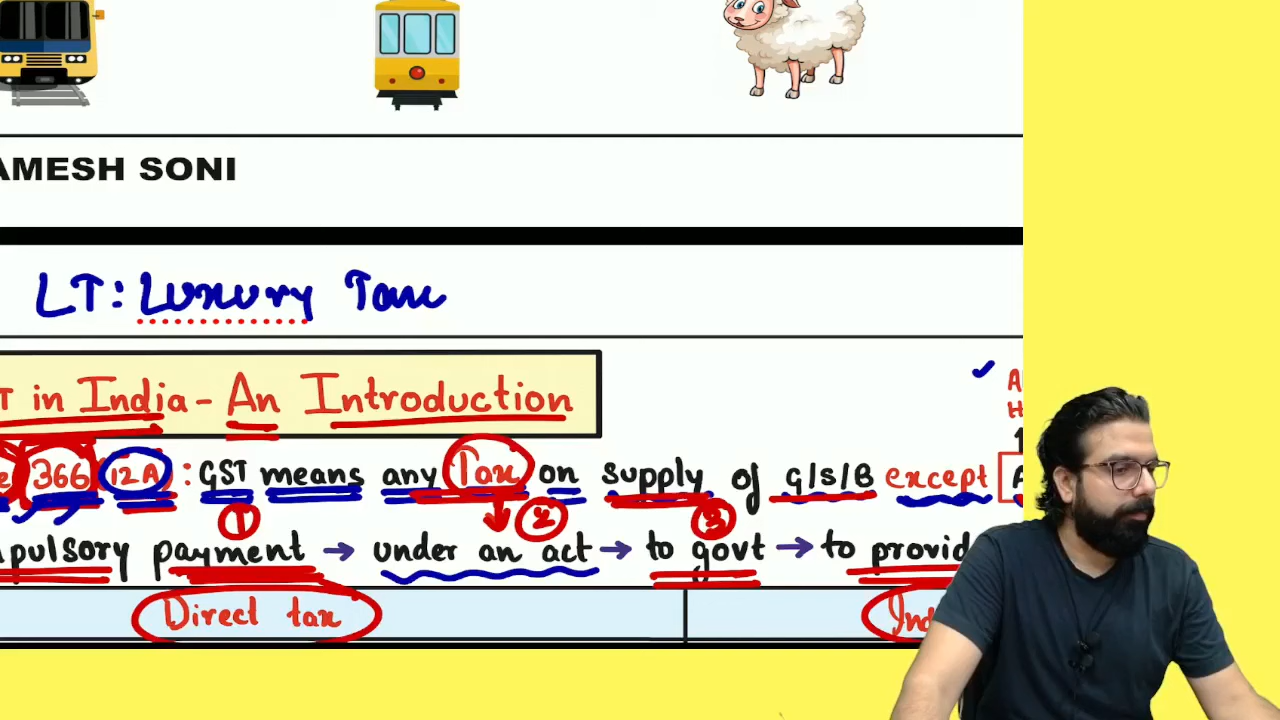 AMESH SONI
LT: Luxury Tax
T in India - An Introduction
366 12A : GST means any Tax on supply of G/S/B except
① ② ③
pulsory payment → under an act → to govt → to provid
Direct tax Ind